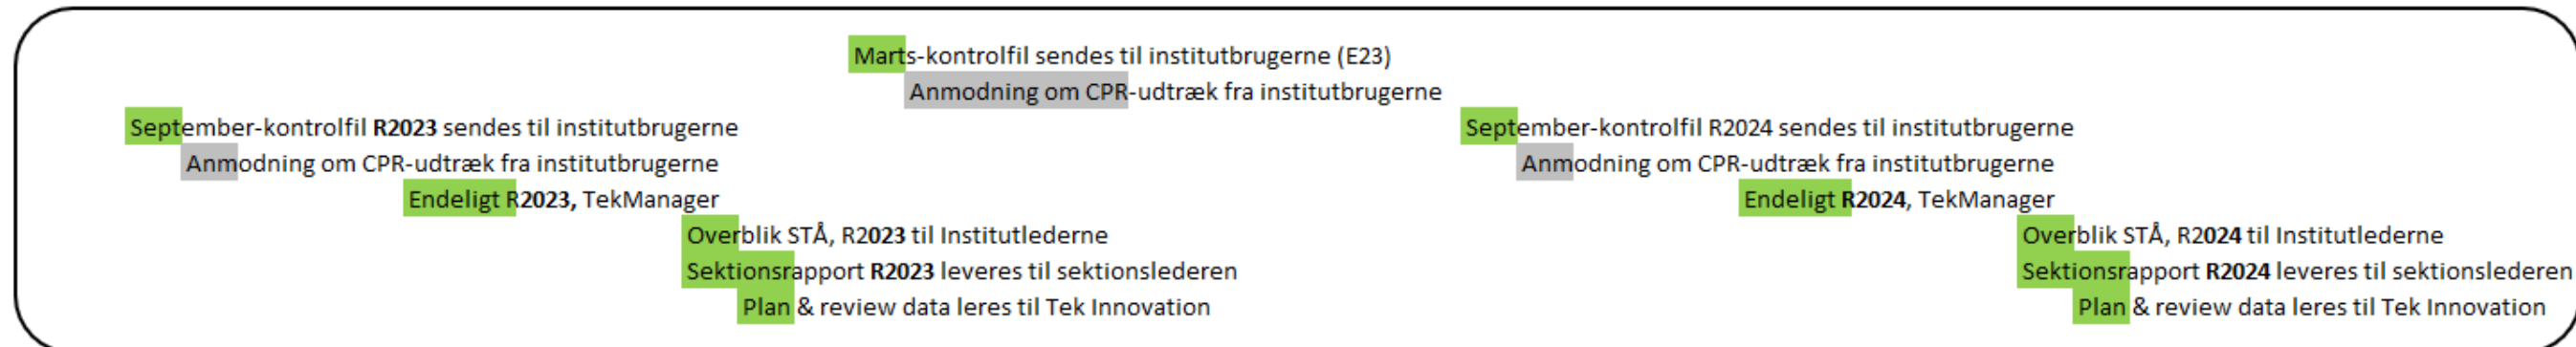 Marts-kontrolfil sendes til institutbrugerne (E23)
Anmodning om CPR-udtræk fra institutbrugerne
September-kontrolfil R2023 sendes til institutbrugerne
September-kontrolfil R2024 sendes til institutbrugerne
Anmodning om CPR-udtræk fra institutbrugerne
Anmodning om CPR-udtræk fra institutbrugerne
Endeligt R2023, TekManager
Endeligt R2024, TekManager
Overblik STÅ, R2023 til Institutlederne
Overblik STÅ, R2024 til Institutlederne
Sektionsrapport R2023 leveres til sektionslederen
Sektionsrapport R2024 leveres til sektionslederen
Plan & review data leres til Tek Innovation
Plan & review data leres til Tek Innovation